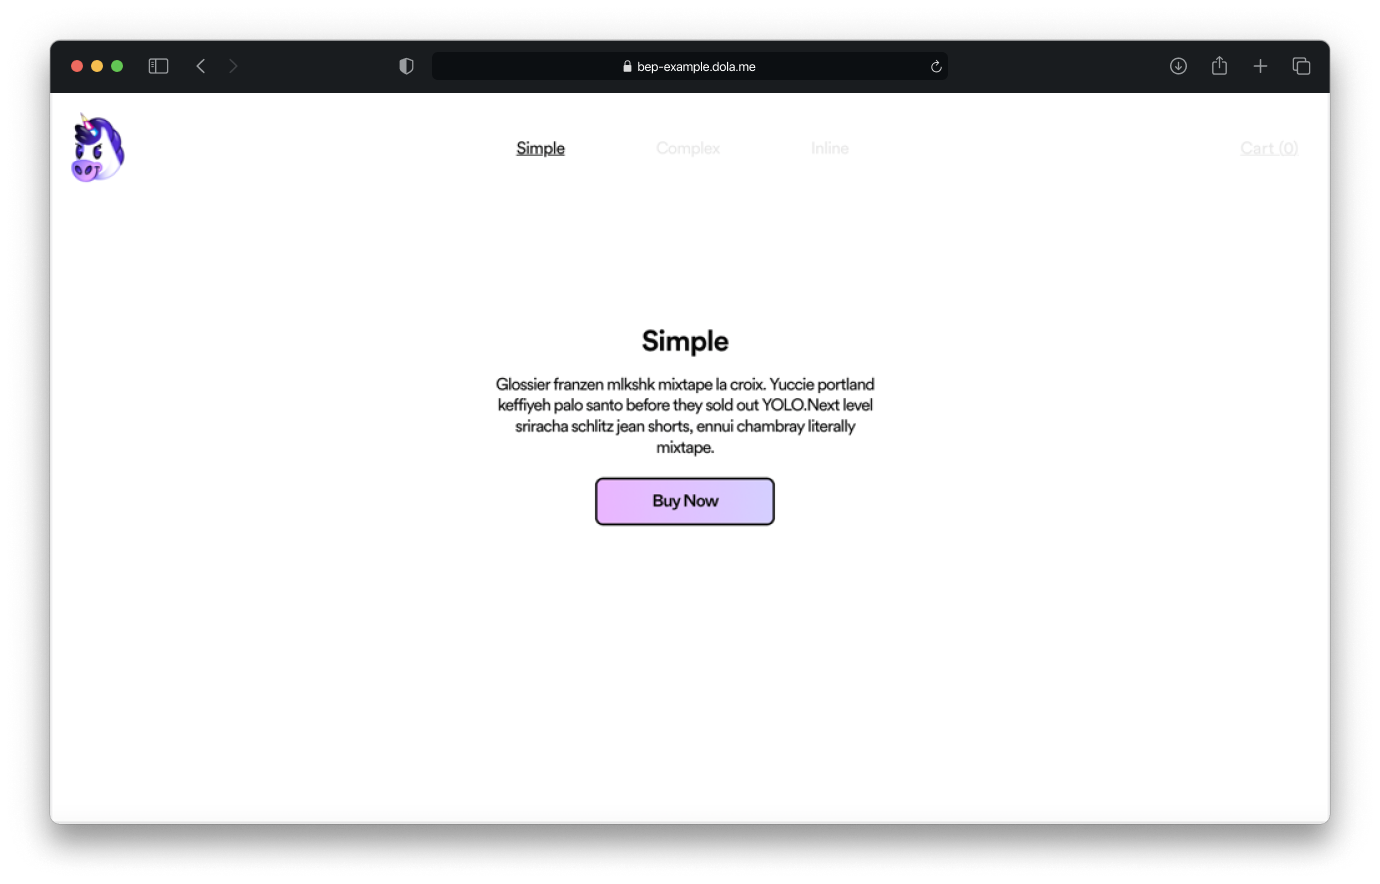 bep-example.dola.me
Simple
Complex
Inline
Cart (0)
Simple
Glossier franzen mlkshk mixtape la croix. Yuccie portland
keffiyeh palo santo before they sold out YOLO.Next level
sriracha schlitz jean shorts, ennui chambray literally
mixtape.
Buy Now